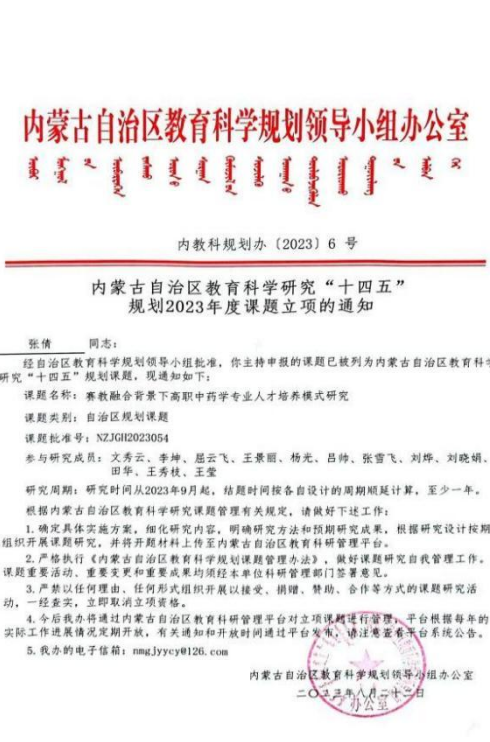 内蒙古自治区教育科学规划领导小组办公室
内教科规划办〔2023〕6 号
内蒙古自治区教育科学研究“十四五”
规划2023年度课题立项的通知
张倩 同志:
经自治区教育科学规划领导小组批准,你主持申报的课题已被列为内蒙古自治区教育科学
研究“十四五”规划课题,现通知如下:
课题名称:赛教融合背景下高职中药学专业人才培养模式研究
课题类别:自治区规划课题
课题批准号:NZJGH2023054
参与研究成员:文秀云、李坤、屈云飞、王景丽、杨光、吕帅、张雪飞、刘烨、刘晓娟、
田华、王秀枝、王莹
研究周期:研究时间从2023年9月起,结题时间按各自设计的周期顺延计算,至少一年。
根据内蒙古自治区教育科学研究课题管理有关规定,请做好下述工作:
1.确定具体实施方案,细化研究内容,明确研究方法和预期研究成果,根据研究设计按期
组织开展课题研究,并将开题材料上传至内蒙古自治区教育科研管理平台。
2.严格执行《内蒙古自治区教育科学规划课题管理办法》,做好课题研究自我管理工作。
课题重要活动、重要变更和重要成果均须经本单位科研管理部门签署意见。
3.严禁以任何理由、任何形式组织开展以接受、捐赠、赞助、合作等方式的课题研究活
动,一经查实,立即取消立项资格。
4.今后我办将通过内蒙古自治区教育科研管理平台对立项课题进行管理,平台根据每年的
实际工作进展情况定期开放,有关通知和开放时间通过平台发布,请注意查看平台系统公告。
5.我办的电子信箱:nmgjyycy@126.com
内蒙古自治区教育科学规划领导小组办公室
二〇二三年八月二十二日
办公室